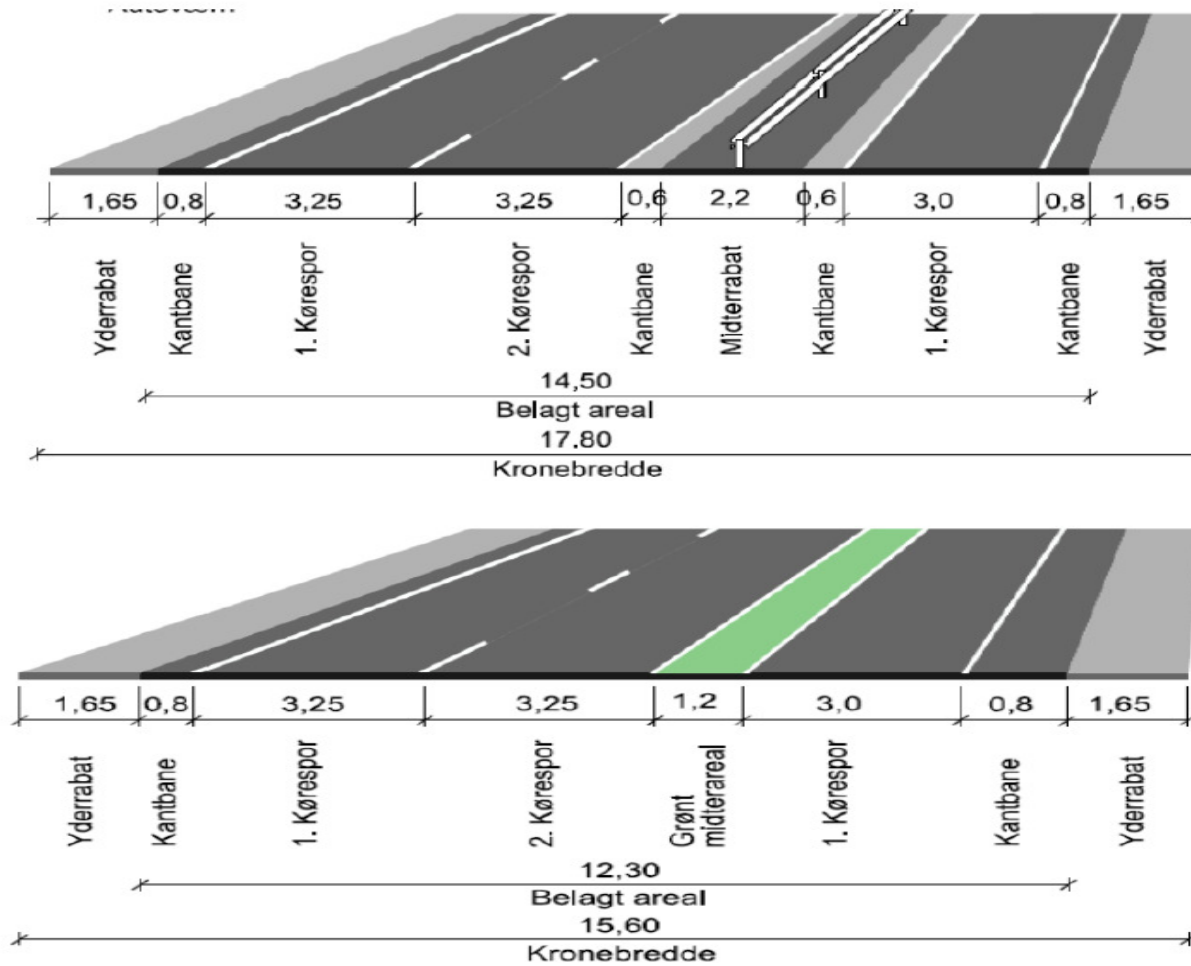 1,65 0,8 3,25 3,25 0,6 2,2 0,6 3,0 0,8 1,65
Yderrabat Kantbane 1. Kørespor 2. Kørespor Kantbane Midterrabat Kantbane 1. Kørespor Kantbane Yderrabat
14,50
Belagt areal
17,80
Kronebredde
1,65 0,8 3,25 3,25 1,2 3,0 0,8 1,65
Yderrabat Kantbane 1. Kørespor 2. Kørespor Grønt midterareal 1. Kørespor Kantbane Yderrabat
12,30
Belagt areal
15,60
Kronebredde